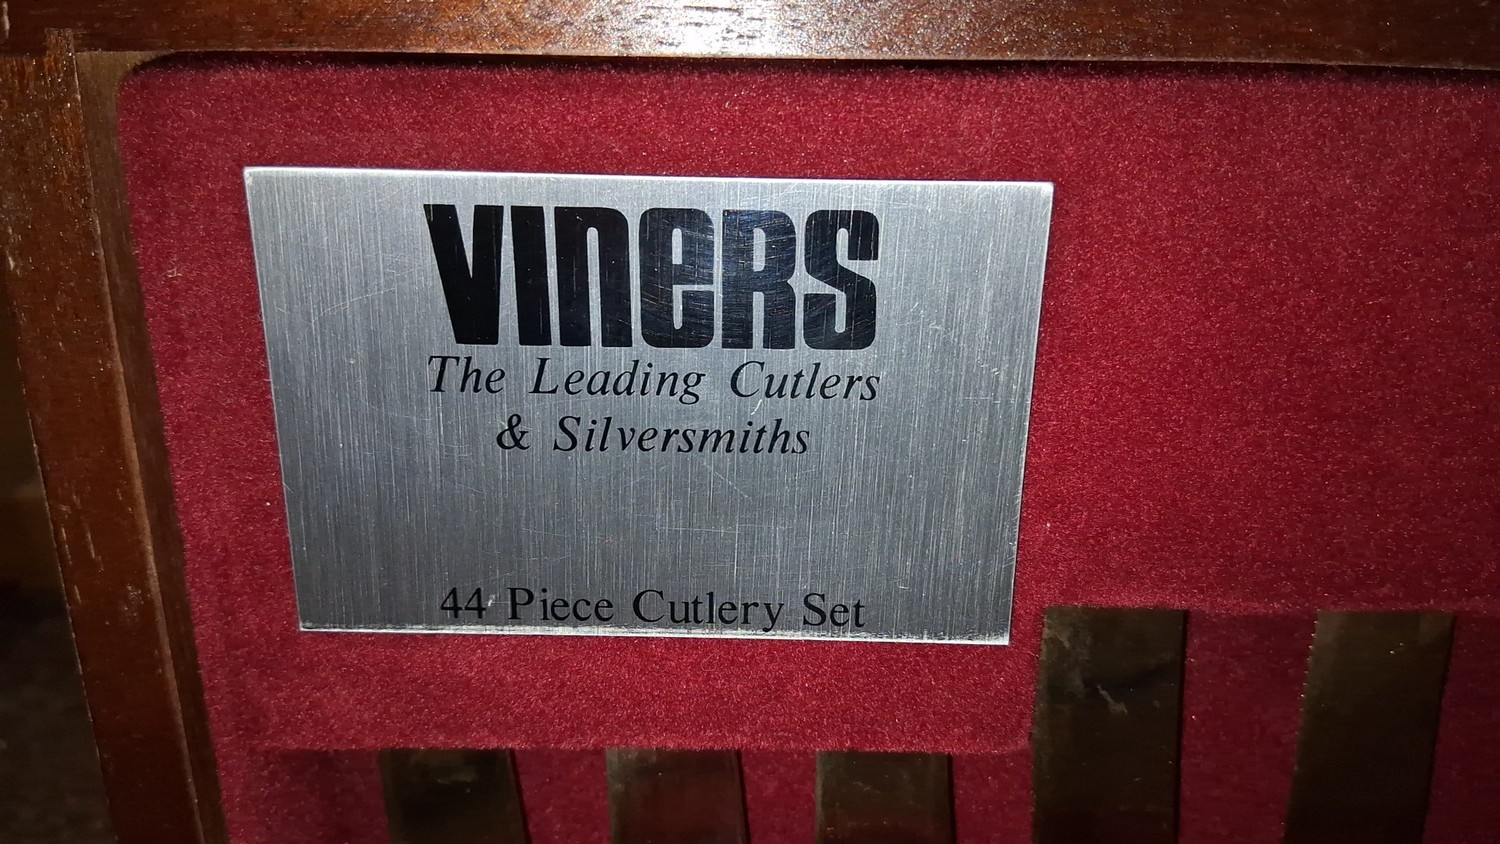 VINERS
The Leading Cutlers
& Silversmiths
44 Piece Cutlery Set